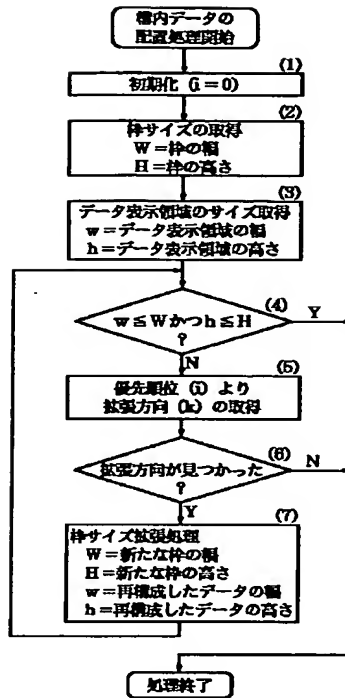 枠内データの
配置処理開始
(1)
初期化 (i=0)
(2)
枠サイズの取得
W=枠の幅
H=枠の高さ
(3)
データ表示領域のサイズ取得
w=データ表示領域の幅
h=データ表示領域の高さ
(4)
w≦Wかつh≦H
?
Y
N
(5)
優先順位 (i) より
拡張方向 (k) の取得
(6)
拡張方向が見つかった
?
N
Y
(7)
枠サイズ拡張処理
W=新たな枠の幅
H=新たな枠の高さ
w=再構成したデータの幅
h=再構成したデータの高さ
処理終了